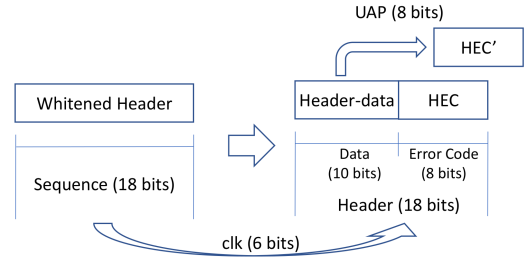 UAP (8 bits)
HEC’
Whitened Header
Header-data
HEC
Data
(10 bits)
Error Code
(8 bits)
Sequence (18 bits)
Header (18 bits)
clk (6 bits)